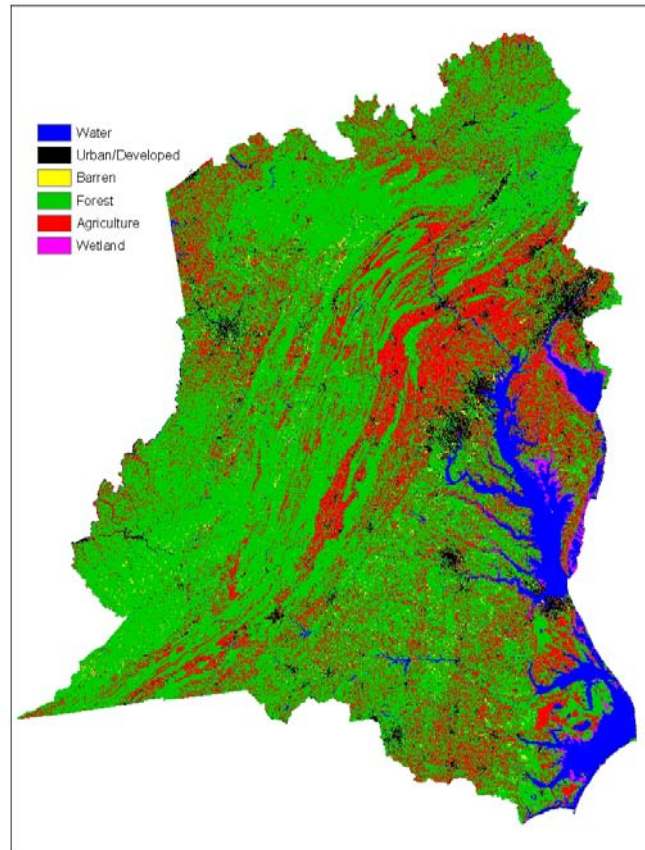 Water
Urban/Developed
Barren
Forest
Agriculture
Wetland